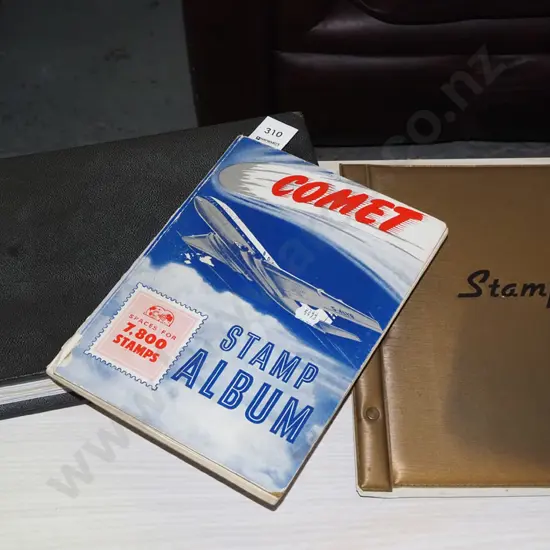 310
COMET
SPACES FOR
7,800
STAMPS
STAMP
ALBUM
Stamp